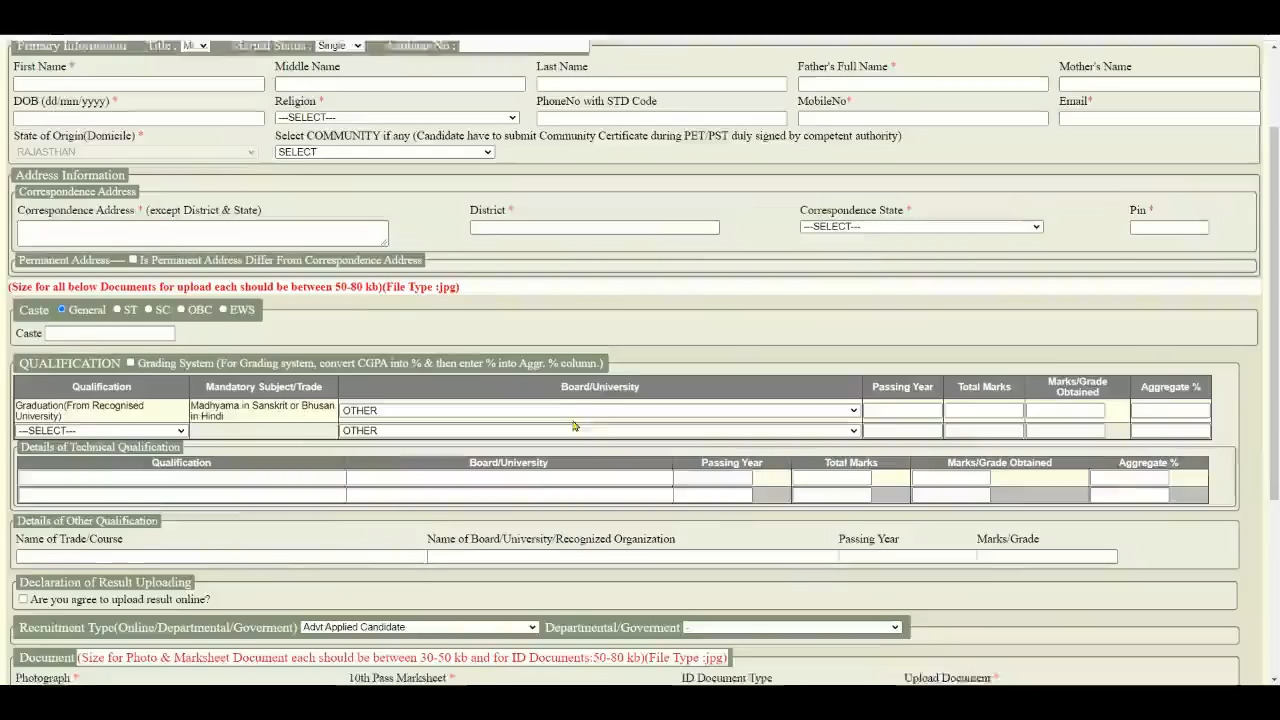 Primary Information Title : Marital Status : Single
First Name * Middle Name Last Name Father's Full Name * Mother's Name
DOB (dd/mm/yyyy) * Religion * PhoneNo with STD Code MobileNo* Email*
---SELECT---
State of Origin(Domicile) * Select COMMUNITY if any (Candidate have to submit Community Certificate during PET/PST duly signed by competent authority)
RAJASTHAN SELECT
Address Information
Correspondence Address
Correspondence Address * (except District & State) District * Correspondence State * Pin *
---SELECT---
Permanent Address---- Is Permanent Address Differ From Correspondence Address
(Size for all below Documents for upload each should be between 50-80 kb)(File Type :jpg)
Caste General ST SC OBC EWS
Caste
QUALIFICATION Grading System (For Grading system, convert CGPA into % & then enter % into Aggr. % column.)
Qualification Mandatory Subject/Trade Board/University Passing Year Total Marks Marks/Grade Obtained Aggregate %
Graduation(From Recognised University) Madhyama in Sanskrit or Bhusan in Hindi OTHER
---SELECT--- OTHER
Details of Technical Qualification
Qualification Board/University Passing Year Total Marks Marks/Grade Obtained Aggregate %
Details of Other Qualification
Name of Trade/Course Name of Board/University/Recognized Organization Passing Year Marks/Grade
Declaration of Result Uploading
Are you agree to upload result online?
Recruitment Type(Online/Departmental/Goverment) Advt Applied Candidate Departmental/Goverment -
Document (Size for Photo & Marksheet Document each should be between 30-50 kb and for ID Documents:50-80 kb)(File Type :jpg)
Photograph * 10th Pass Marksheet * ID Document Type Upload Document *